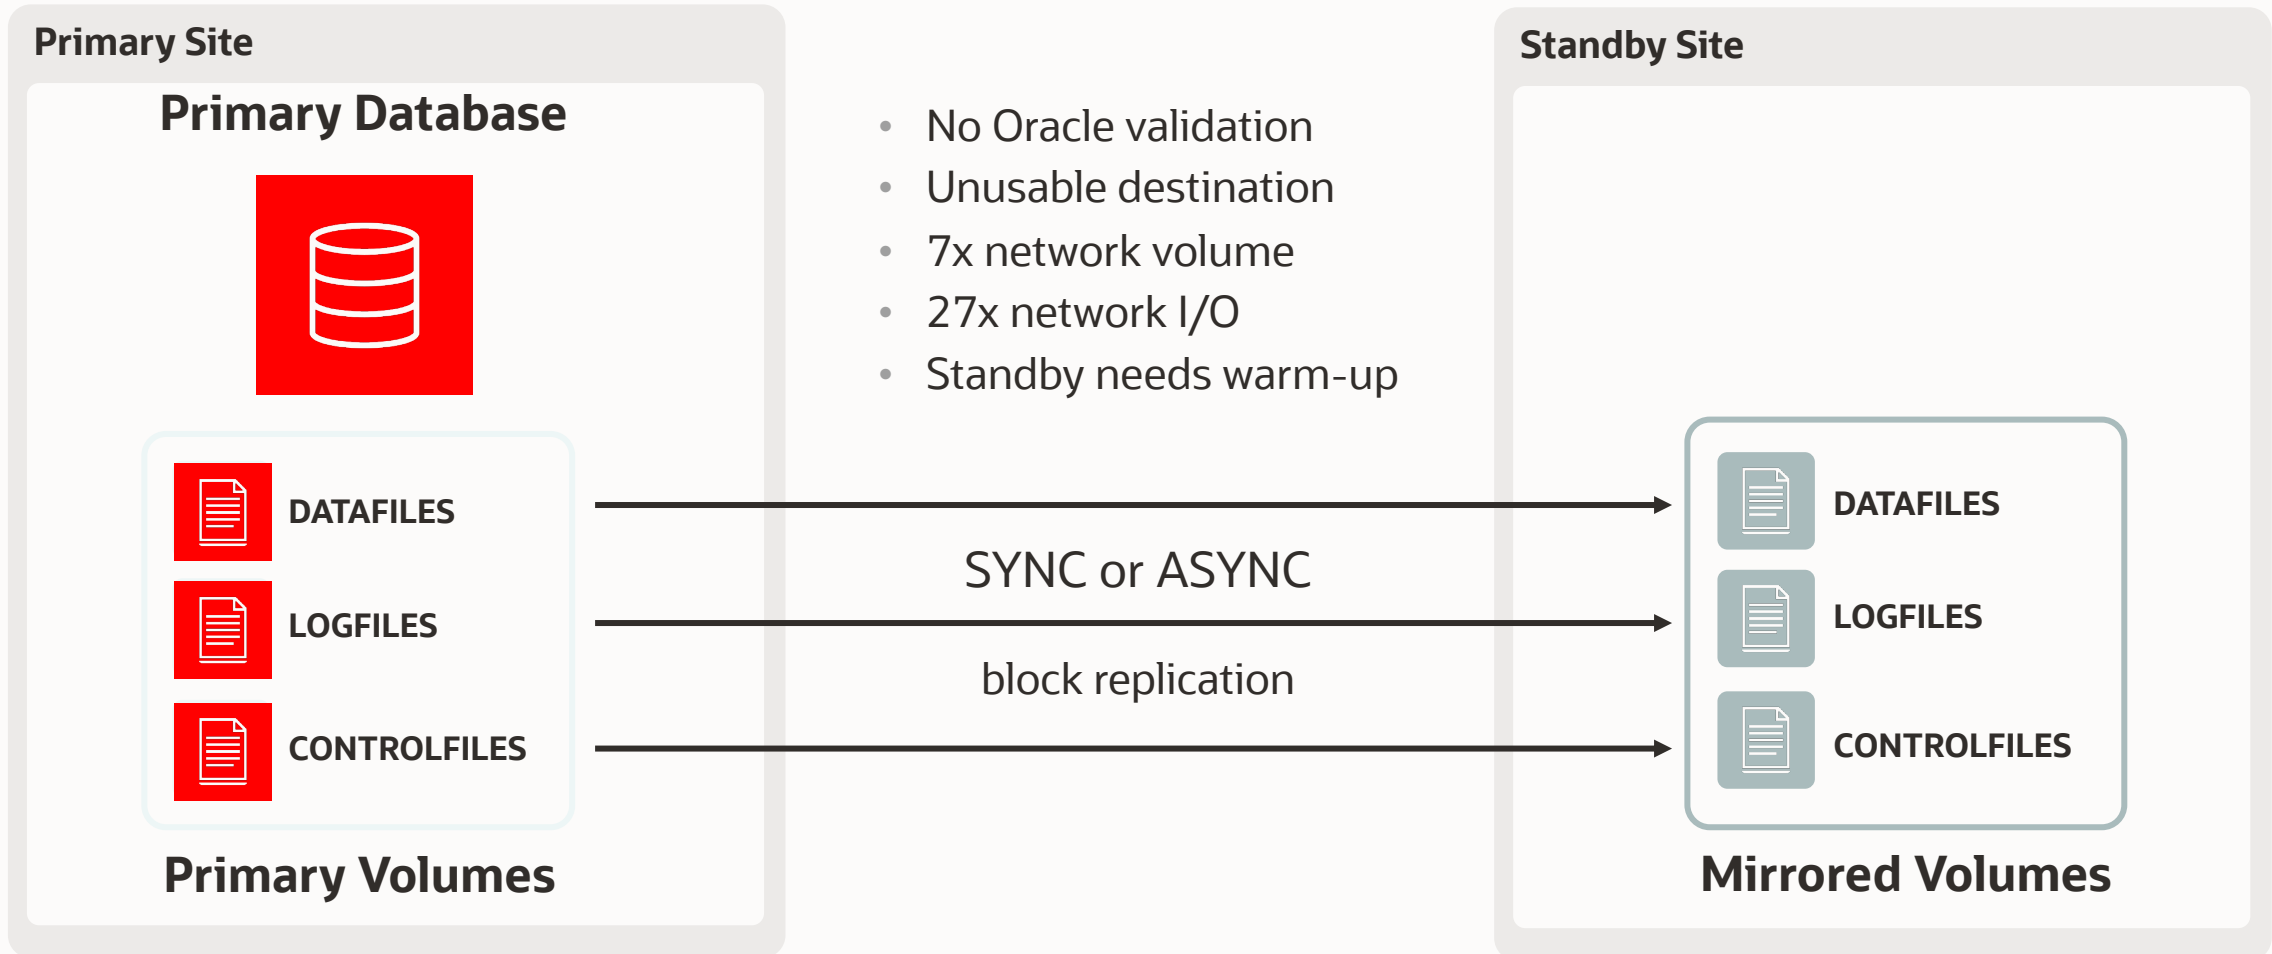 Primary Site
Primary Database
DATAFILES
LOGFILES
CONTROLFILES
Primary Volumes
• No Oracle validation
• Unusable destination
• 7x network volume
• 27x network I/O
• Standby needs warm-up
SYNC or ASYNC
block replication
Standby Site
DATAFILES
LOGFILES
CONTROLFILES
Mirrored Volumes